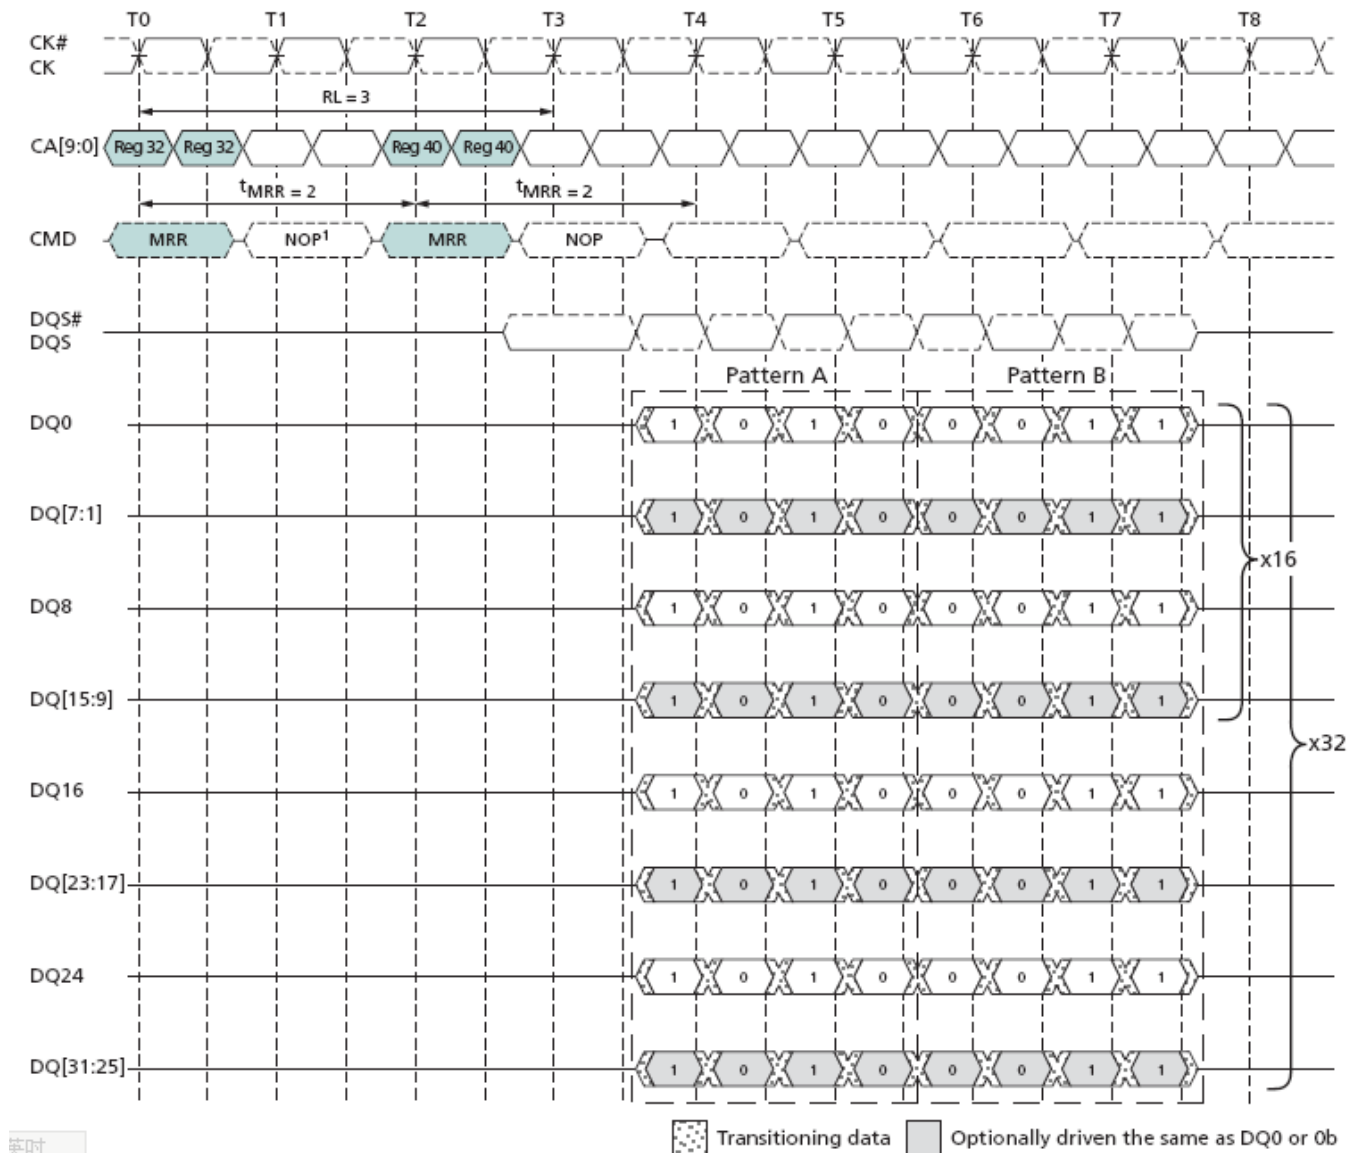 T0 T1 T2 T3 T4 T5 T6 T7 T8
CK#
CK
RL = 3
CA[9:0] Reg 32 Reg 32 Reg 40 Reg 40
tMRR = 2 tMRR = 2
CMD MRR NOP1 MRR NOP
DQS#
DQS
Pattern A Pattern B
DQ0 1 0 1 0 0 0 1 1
DQ[7:1] 1 0 1 0 0 0 1 1
x16
DQ8 1 0 1 0 0 0 1 1
DQ[15:9] 1 0 1 0 0 0 1 1
x32
DQ16 1 0 1 0 0 0 1 1
DQ[23:17] 1 0 1 0 0 0 1 1
DQ24 1 0 1 0 0 0 1 1
DQ[31:25] 1 0 1 0 0 0 1 1
Transitioning data Optionally driven the same as DQ0 or 0b